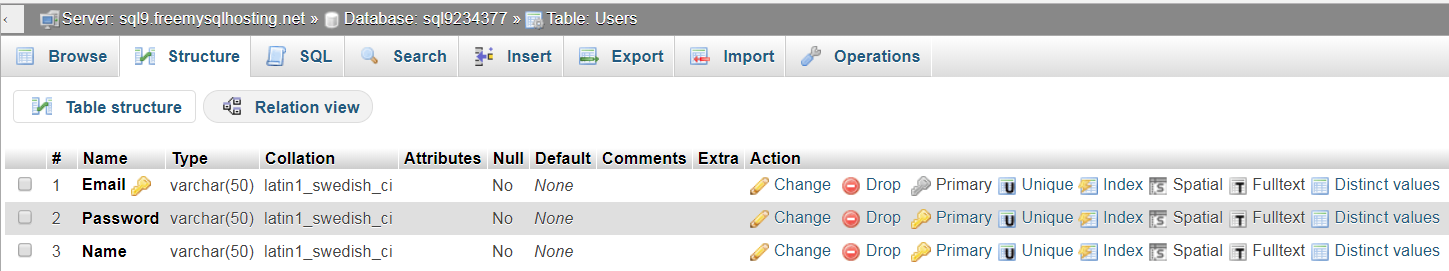 Server: sql9.freemysqlhosting.net » Database: sql9234377 » Table: Users
Browse Structure SQL Search Insert Export Import Operations
Table structure Relation view
# Name Type Collation Attributes Null Default Comments Extra Action
1 Email varchar(50) latin1_swedish_ci No None Change Drop Primary Unique Index Spatial Fulltext Distinct values
2 Password varchar(50) latin1_swedish_ci No None Change Drop Primary Unique Index Spatial Fulltext Distinct values
3 Name varchar(50) latin1_swedish_ci No None Change Drop Primary Unique Index Spatial Fulltext Distinct values